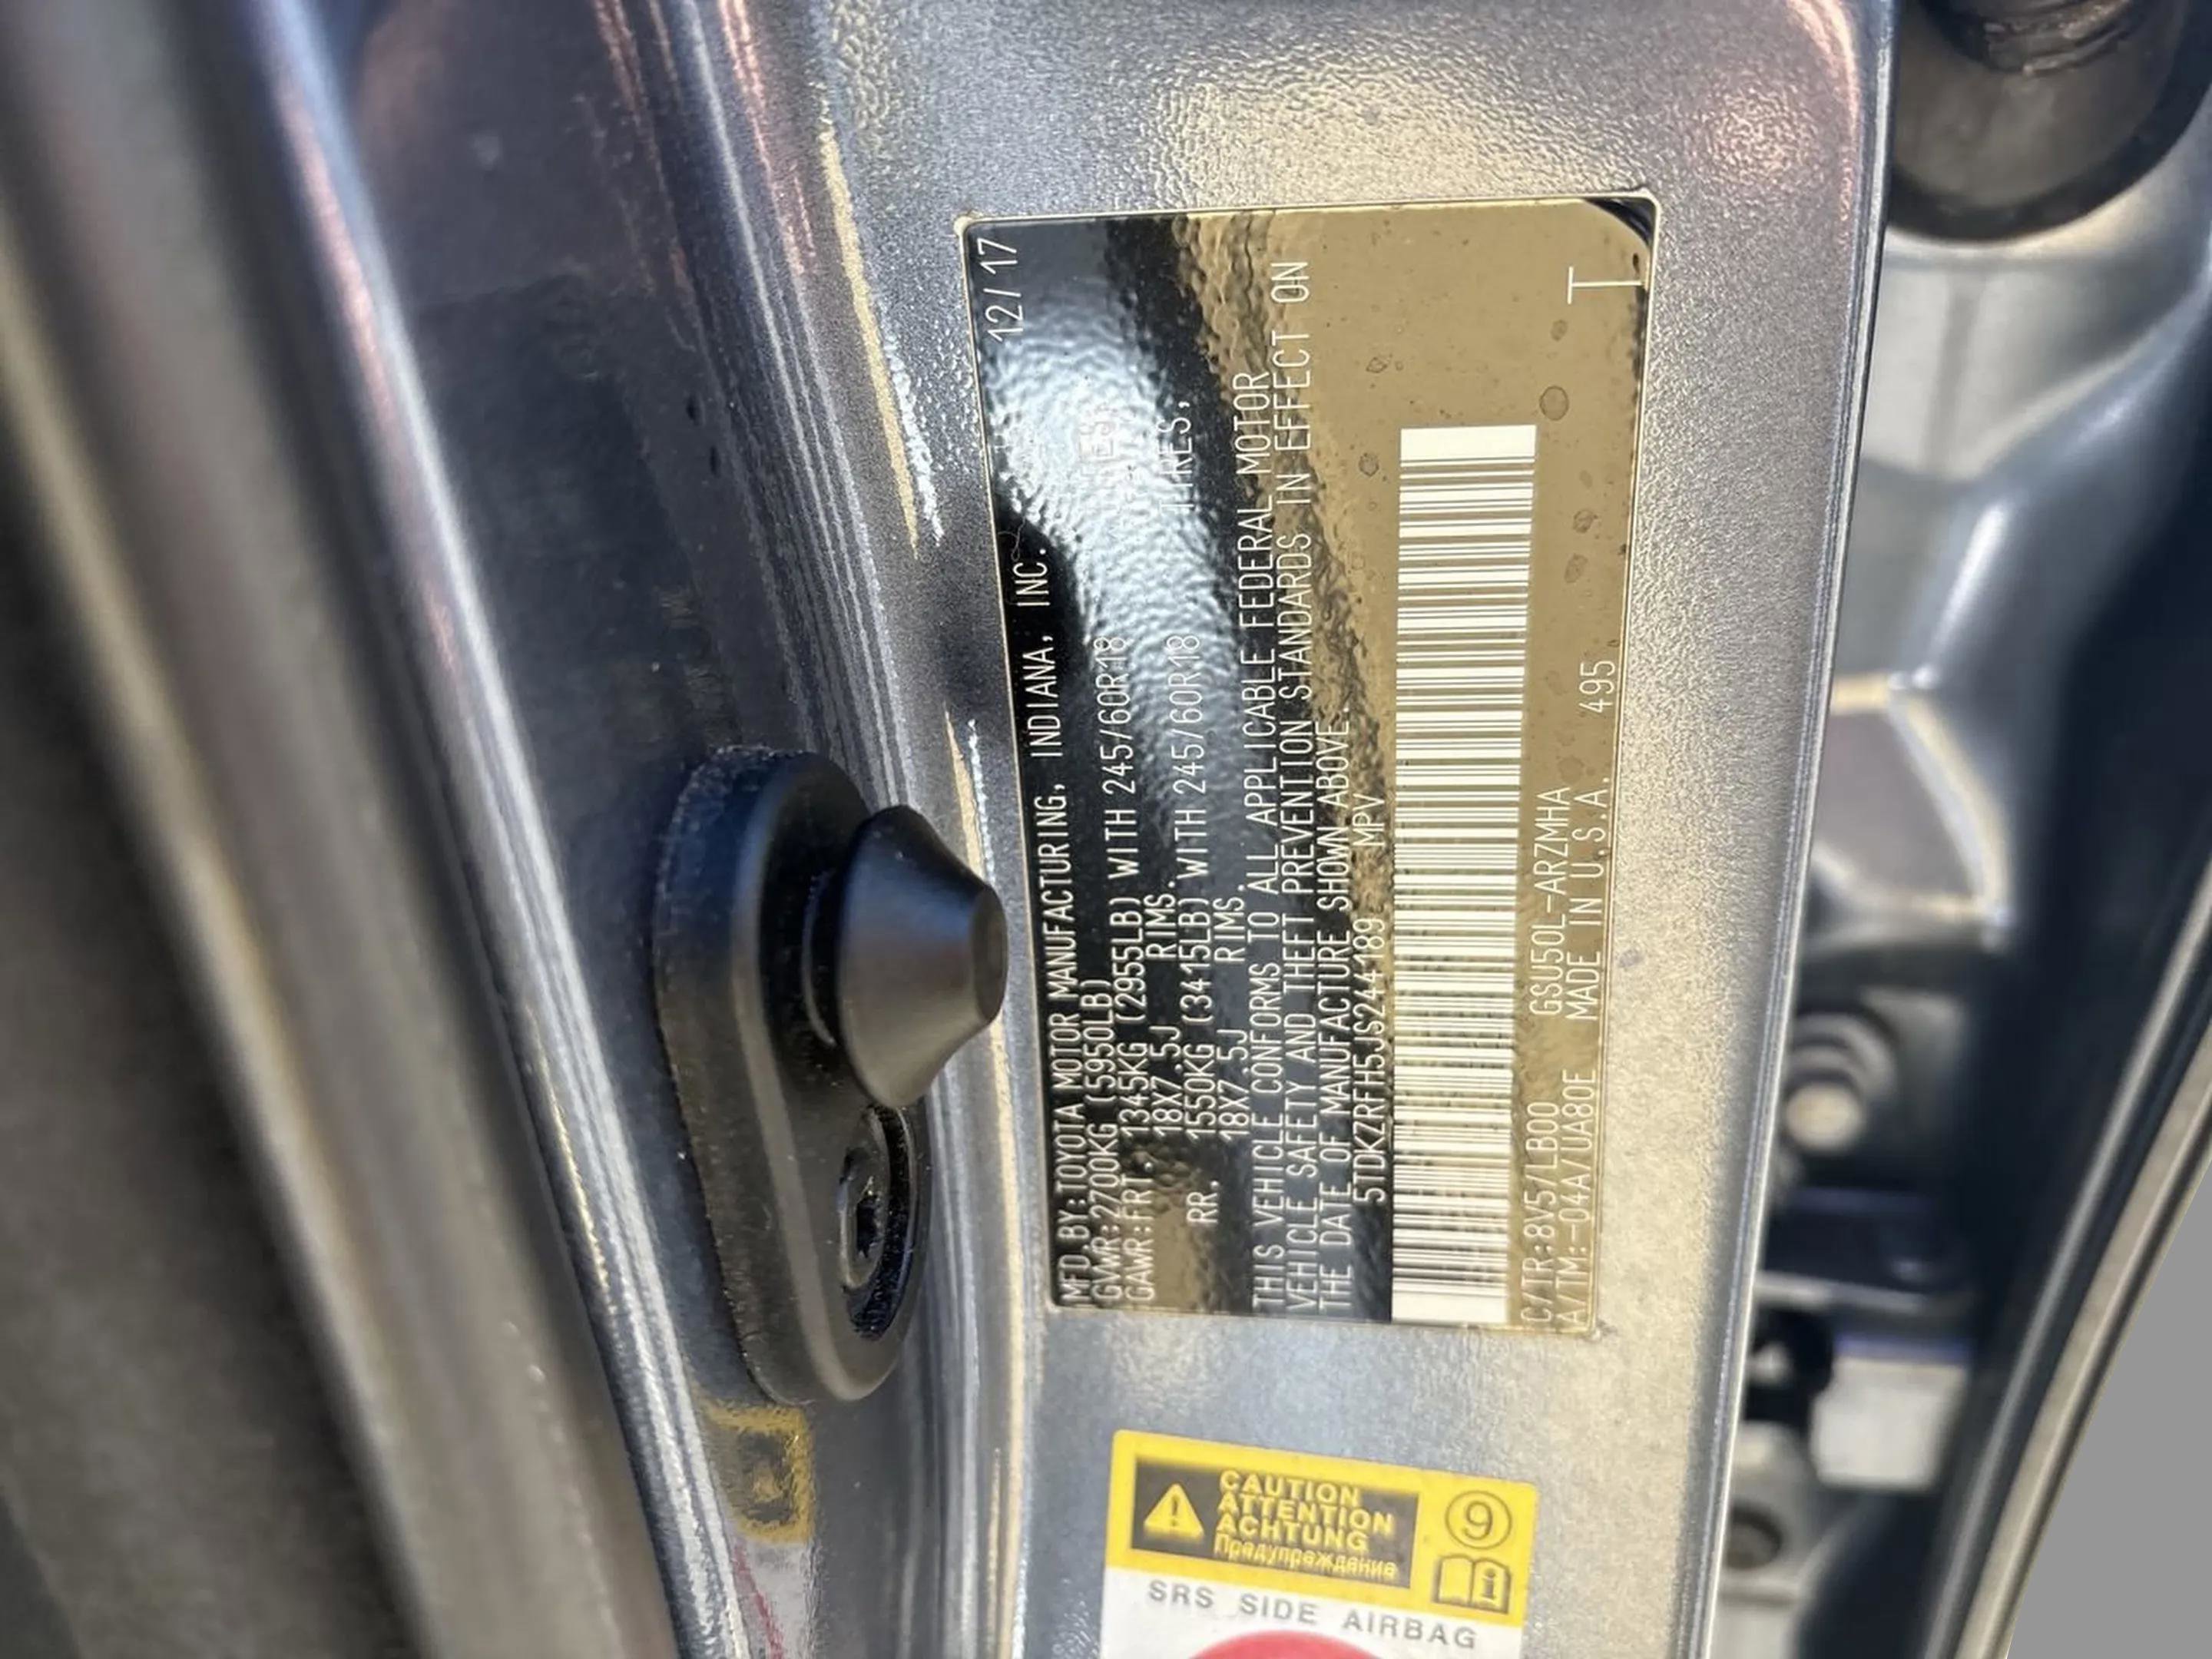 MFD.BY:TOYOTA MOTOR MANUFACTURING, INDIANA, INC. 12/17
GVWR:2700KG (5950LB)
GAWR:FRT. 1345KG (2955LB) WITH 245/60R18
18X7.5J RIMS.
RR. 1550KG (3415LB) WITH 245/60R18 TIRES,
18X7.5J RIMS.
THIS VEHICLE CONFORMS TO ALL APPLICABLE FEDERAL MOTOR
VEHICLE SAFETY AND THEFT PREVENTION STANDARDS IN EFFECT ON
THE DATE OF MANUFACTURE SHOWN ABOVE
5TDKZRFH5JS244189 MPV
C/TR:8V5/LB00 GSU50L-ARZMHA
A/TM:-04A/UA80E MADE IN U.S.A. 495
T
CAUTION
ATTENTION
ACHTUNG
Предупреждение
9
i
SRS SIDE AIRBAG